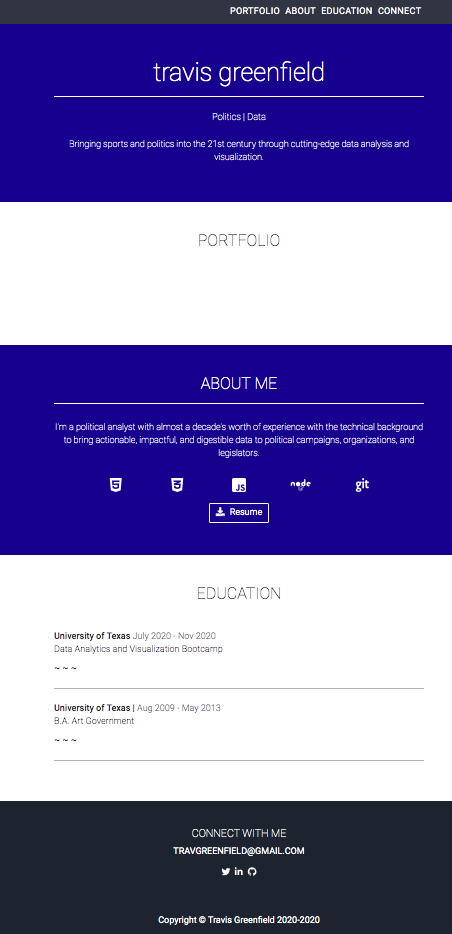 PORTFOLIO ABOUT EDUCATION CONNECT
travis greenfield
Politics | Data
Bringing sports and politics into the 21st century through cutting-edge data analysis and
visualization.
PORTFOLIO
ABOUT ME
I'm a political analyst with almost a decade's worth of experience with the technical background
to bring actionable, impactful, and digestible data to political campaigns, organizations, and
legislators.
5 3 JS node git
Resume
EDUCATION
University of Texas July 2020 - Nov 2020
Data Analytics and Visualization Bootcamp
~ ~ ~
University of Texas | Aug 2009 - May 2013
B.A. Art Government
~ ~ ~
CONNECT WITH ME
TRAVGREENFIELD@GMAIL.COM
in
Copyright © Travis Greenfield 2020-2020